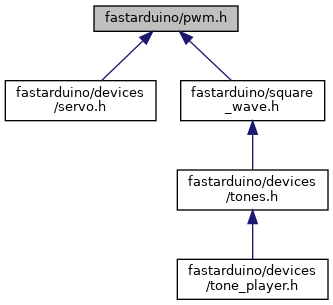 fastarduino/pwm.h
fastarduino/devices
/servo.h
fastarduino/square
_wave.h
fastarduino/devices
/tones.h
fastarduino/devices
/tone_player.h